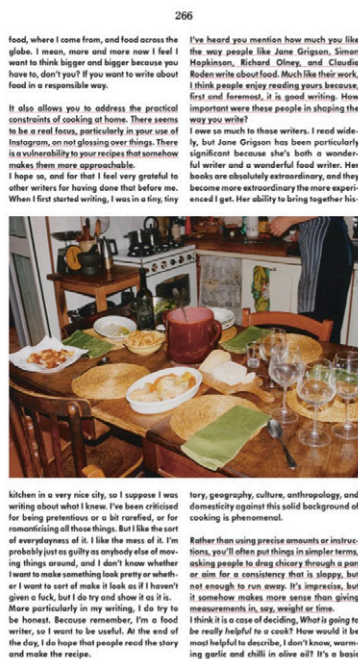 266
food, where I come from, and food across the
globe. I mean, more and more now I feel I
want to think bigger and bigger because you
have to, don't you? If you want to write about
food in a responsible way.
It also allows you to address the practical
constraints of cooking at home. There seems
to be a real focus, particularly in your use of
Instagram, on not glossing over things. There
is a vulnerability to your recipes that somehow
makes them more approachable.
I hope so, and for that I feel very grateful to
other writers for having done that before me.
When I first started writing, I was in a tiny, tiny
kitchen in a very nice city, so I suppose I was
writing about what I knew. I've been criticised
for being pretentious or a bit rarefied, or for
romanticising all those things. But I like the sort
of everydayness of it. I like the mess of it. I'm
probably just as guilty as anybody else of mov-
ing things around, and I don't know whether
I want to make something look pretty or wheth-
er I want to sort of make it look as if I haven't
given a fuck, but I do try and show it as it is.
More particularly in my writing, I do try to
be honest. Because remember, I'm a food
writer, so I want to be useful. At the end of
the day, I do hope that people read the story
and make the recipe.
I've heard you mention how much you like
the way people like Jane Grigson, Simon
Hopkinson, Richard Olney, and Claudia
Roden write about food. Much like their work,
I think people enjoy reading yours because,
first and foremost, it is good writing. How
important were these people in shaping the
way you write?
I owe so much to those writers. I read wide-
ly, but Jane Grigson has been particularly
significant because she's both a wonder-
ful writer and a wonderful food writer. Her
books are absolutely extraordinary, and they
become more extraordinary the more experi-
enced I get. Her ability to bring together his-
tory, geography, culture, anthropology, and
domesticity against this solid background of
cooking is phenomenal.
Rather than using precise amounts or instruc-
tions, you'll often put things in simpler terms,
asking people to drag chicory through a pan
or aim for a consistency that is sloppy, but
not enough to run away. It's imprecise, but
it somehow makes more sense than giving
measurements in, say, weight or time.
I think it is a case of deciding, What is going to
be really helpful to a cook? How would it be
most helpful to describe, I don't know, warm-
ing garlic and chilli in olive oil? It's a basic